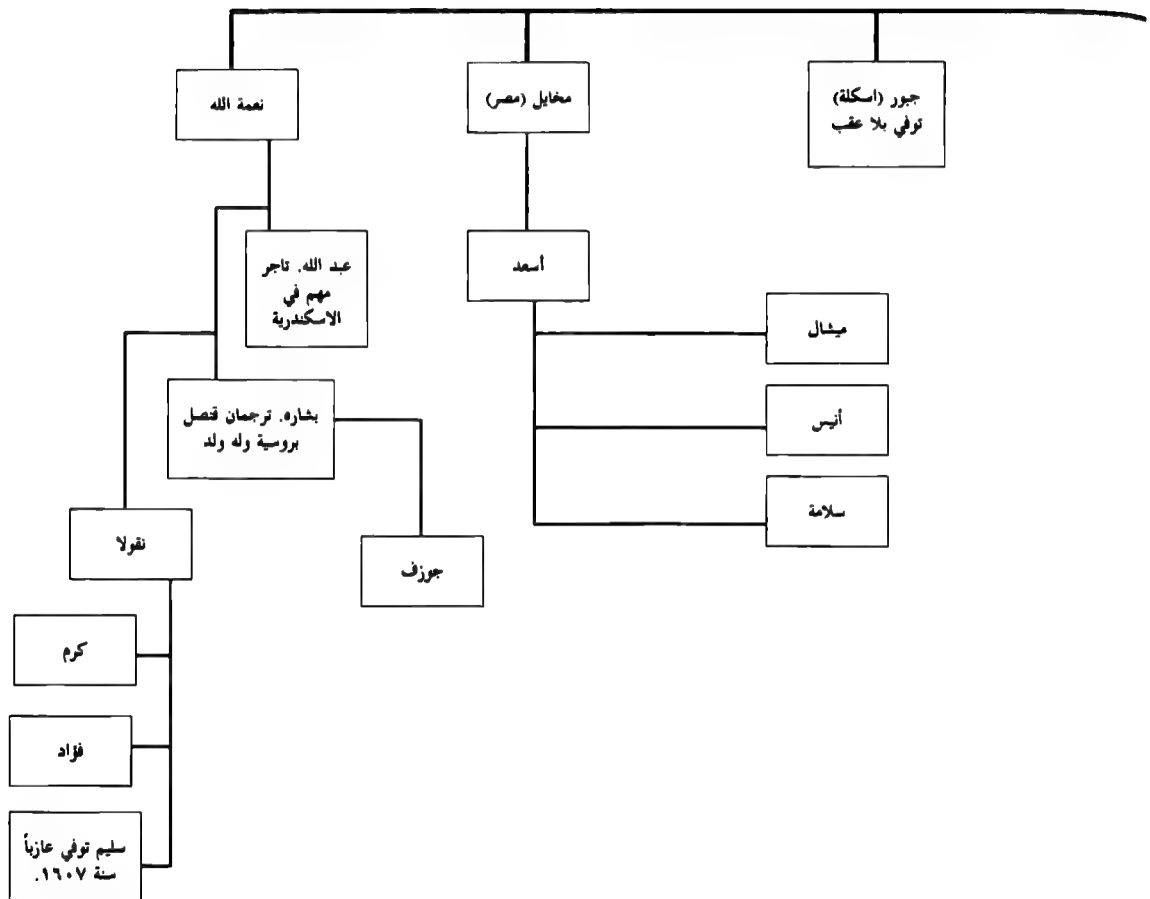 جبور (اسكلة)
توفي بلا عقب
مخايل (مصر)
نعمة الله
أسعد
عبد الله. تاجر
مهم في
الاسكندرية
ميشال
أنيس
سلامة
بشاره. ترجمان قنصل
بروسية وله ولد
جوزف
نقولا
كرم
فؤاد
سليم توفي عازباً
سنة ١٦٠٧.